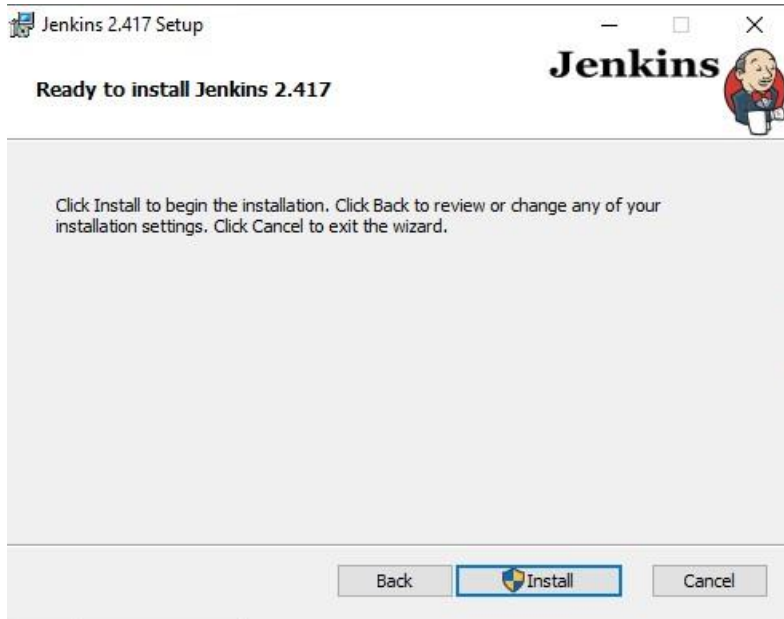 Jenkins 2.417 Setup
Jenkins
Ready to install Jenkins 2.417
Click Install to begin the installation. Click Back to review or change any of your
installation settings. Click Cancel to exit the wizard.
Back
Install
Cancel